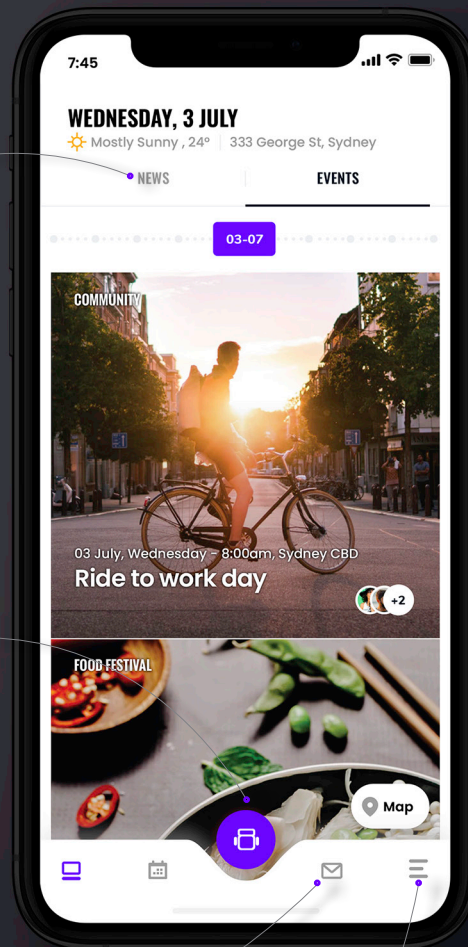 7:45
WEDNESDAY, 3 JULY
Mostly Sunny , 24° 333 George St, Sydney
NEWS EVENTS
03-07
COMMUNITY
03 July, Wednesday - 8:00am, Sydney CBD
Ride to work day
+2
FOOD FESTIVAL
Map